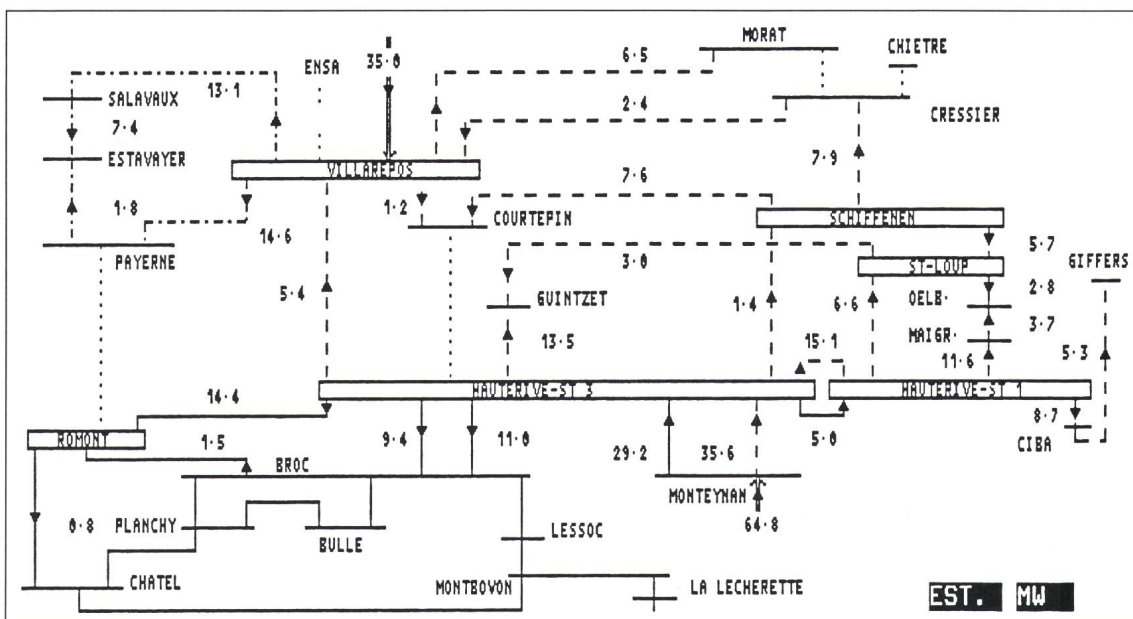 MORAT
CHIETRE
ENSA
35·0
6·5
SALAVAUX
13·1
2·4
CRESSIER
7·4
ESTAVAYER
VILLAREPOS
7·9
7·6
1·8
1·2
COURTEPIN
SCHIFFENEN
14·6
5·7
PAYERNE
3·0
ST-LOUP
GIFFERS
5·4
GUINTZET
1·4
6·6
OELB·
2·8
MAIGR·
3·7
13·5
15·1
11·6
5·3
14·4
HAUTERIVE-ST 3
HAUTERIVE-ST 1
ROMONT
1·5
9·4
11·0
29·2
35·6
5·0
8·7
CIBA
BROC
MONTEYNAN
64·8
0·8
PLANCHY
BULLE
LESSOC
CHATEL
MONTBOVON
LA LECHERETTE
EST. MW